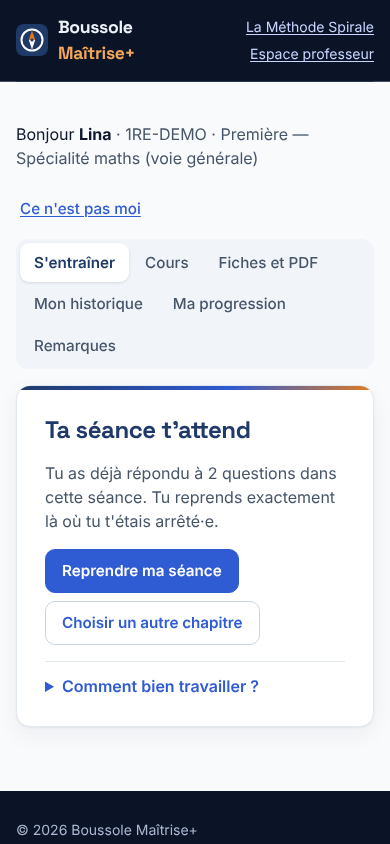 Boussole
Maîtrise+
La Méthode Spirale
Espace professeur
Bonjour Lina · 1RE-DEMO · Première —
Spécialité maths (voie générale)
Ce n'est pas moi
S'entraîner Cours Fiches et PDF
Mon historique Ma progression
Remarques
Ta séance t'attend
Tu as déjà répondu à 2 questions dans
cette séance. Tu reprends exactement
là où tu t'étais arrêté·e.
Reprendre ma séance
Choisir un autre chapitre
Comment bien travailler ?
© 2026 Boussole Maîtrise+